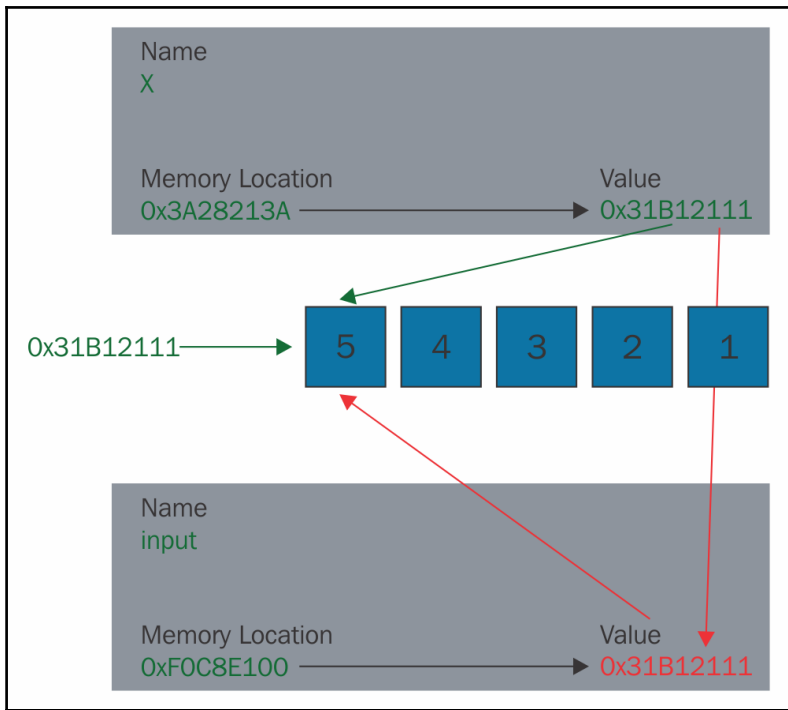 Name
X
Memory Location Value
0x3A28213A 0x31B12111
0x31B12111 5 4 3 2 1
Name
input
Memory Location Value
0xF0C8E100 0x31B12111